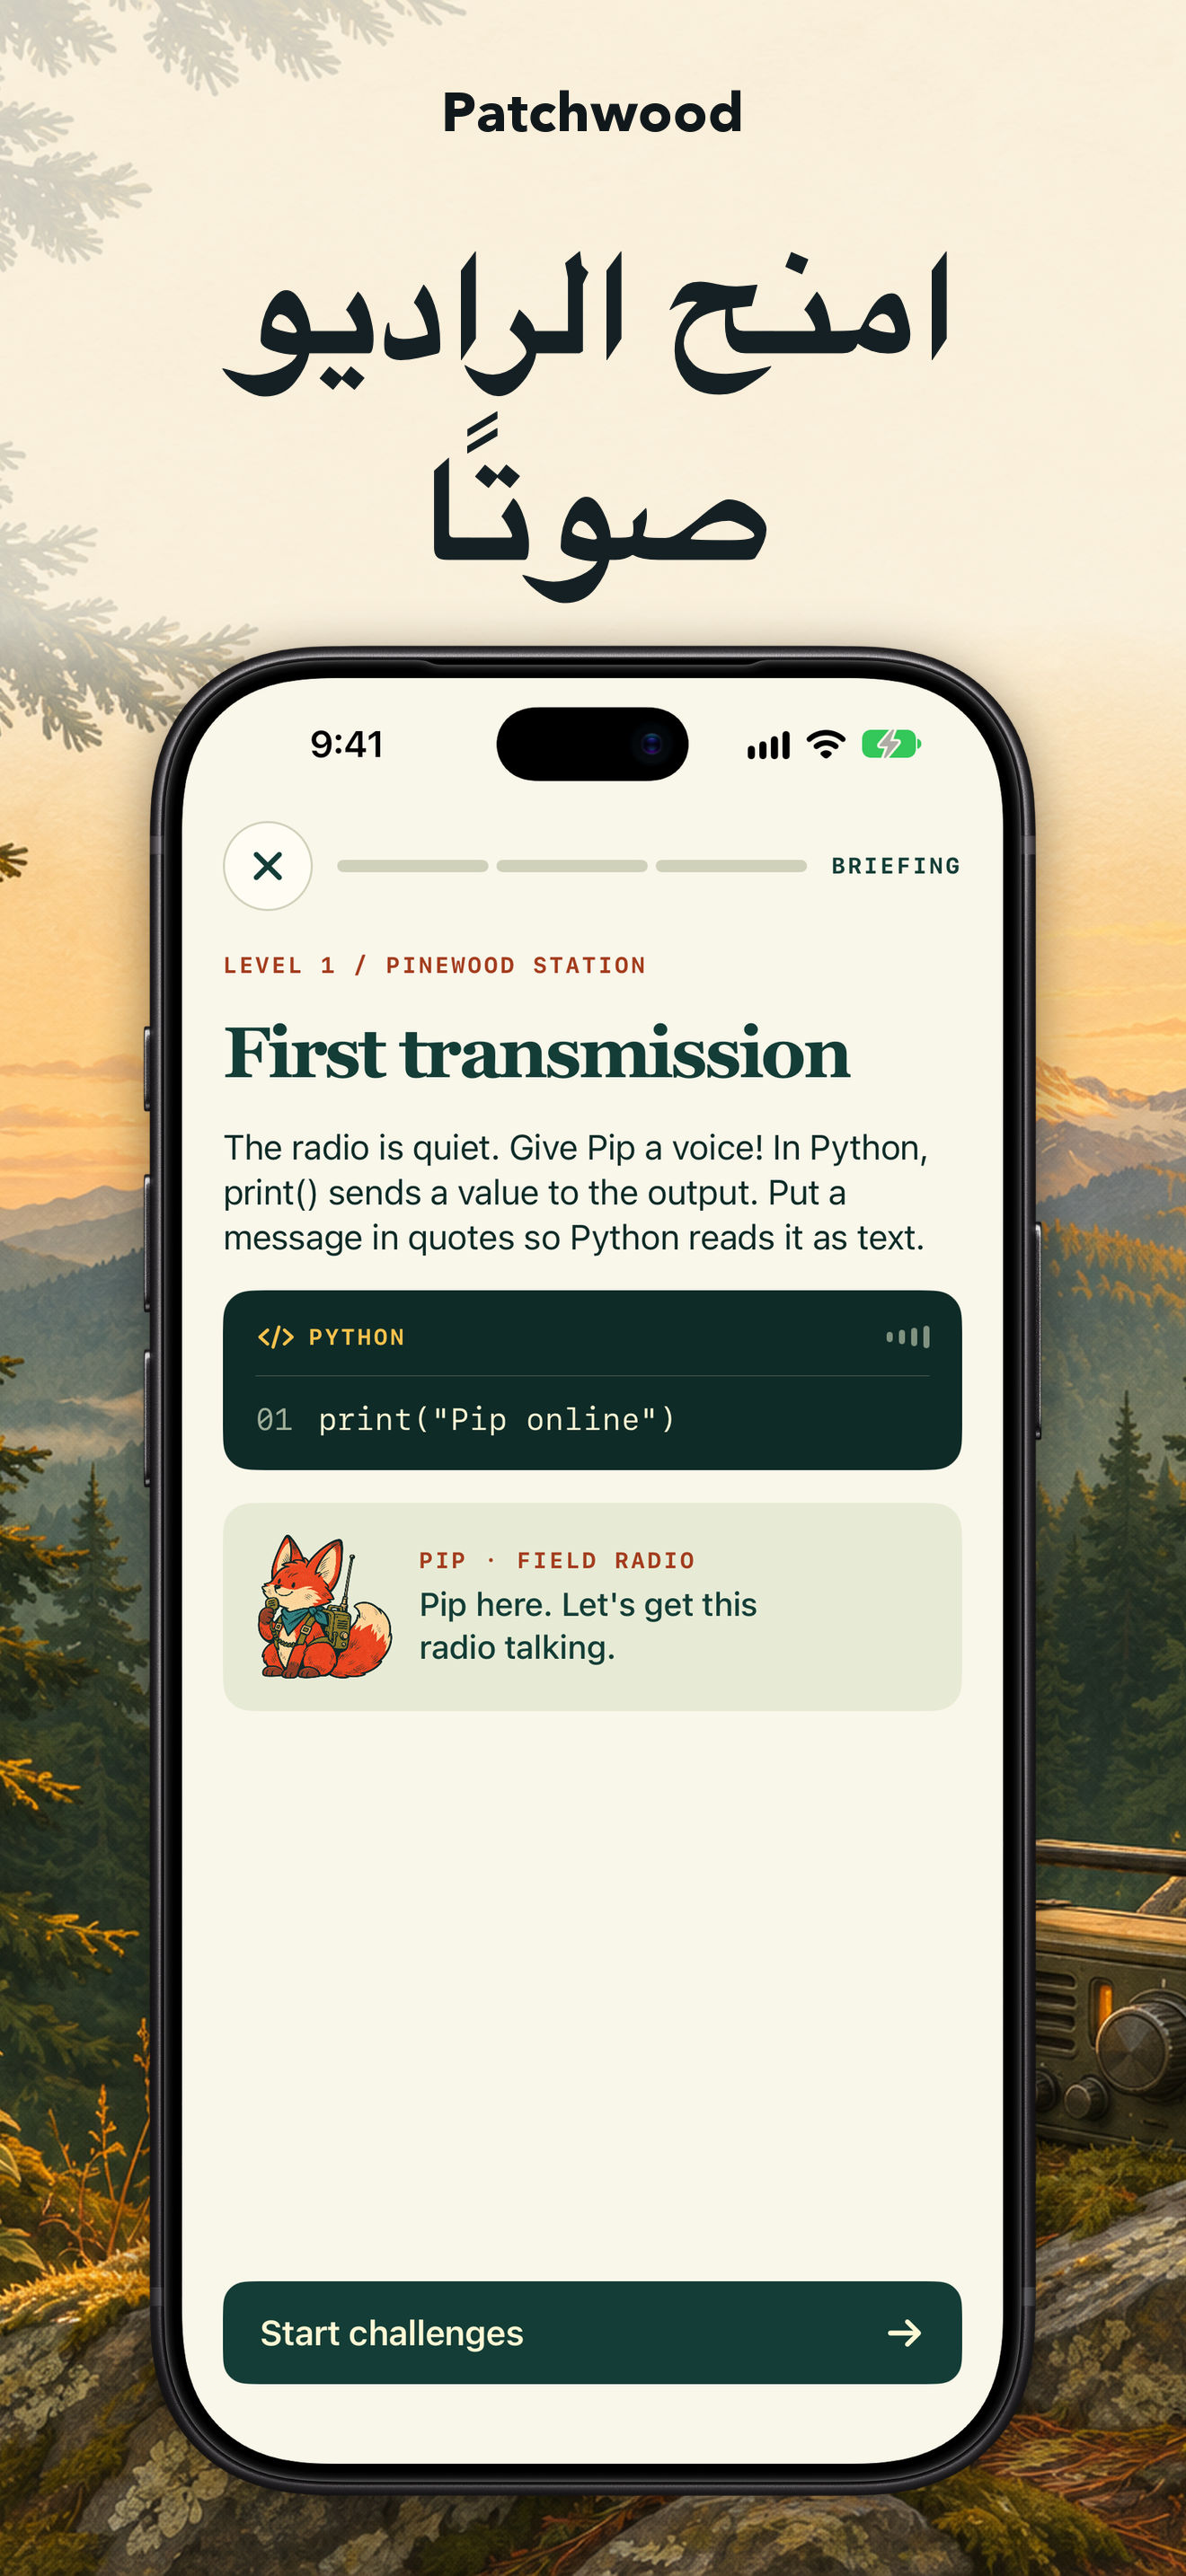 Patchwood
امنح الراديو
صوتًا
9:41
BRIEFING
LEVEL 1 / PINEWOOD STATION
First transmission
The radio is quiet. Give Pip a voice! In Python,
print() sends a value to the output. Put a
message in quotes so Python reads it as text.
</> PYTHON
01 print("Pip online")
PIP · FIELD RADIO
Pip here. Let's get this
radio talking.
Start challenges